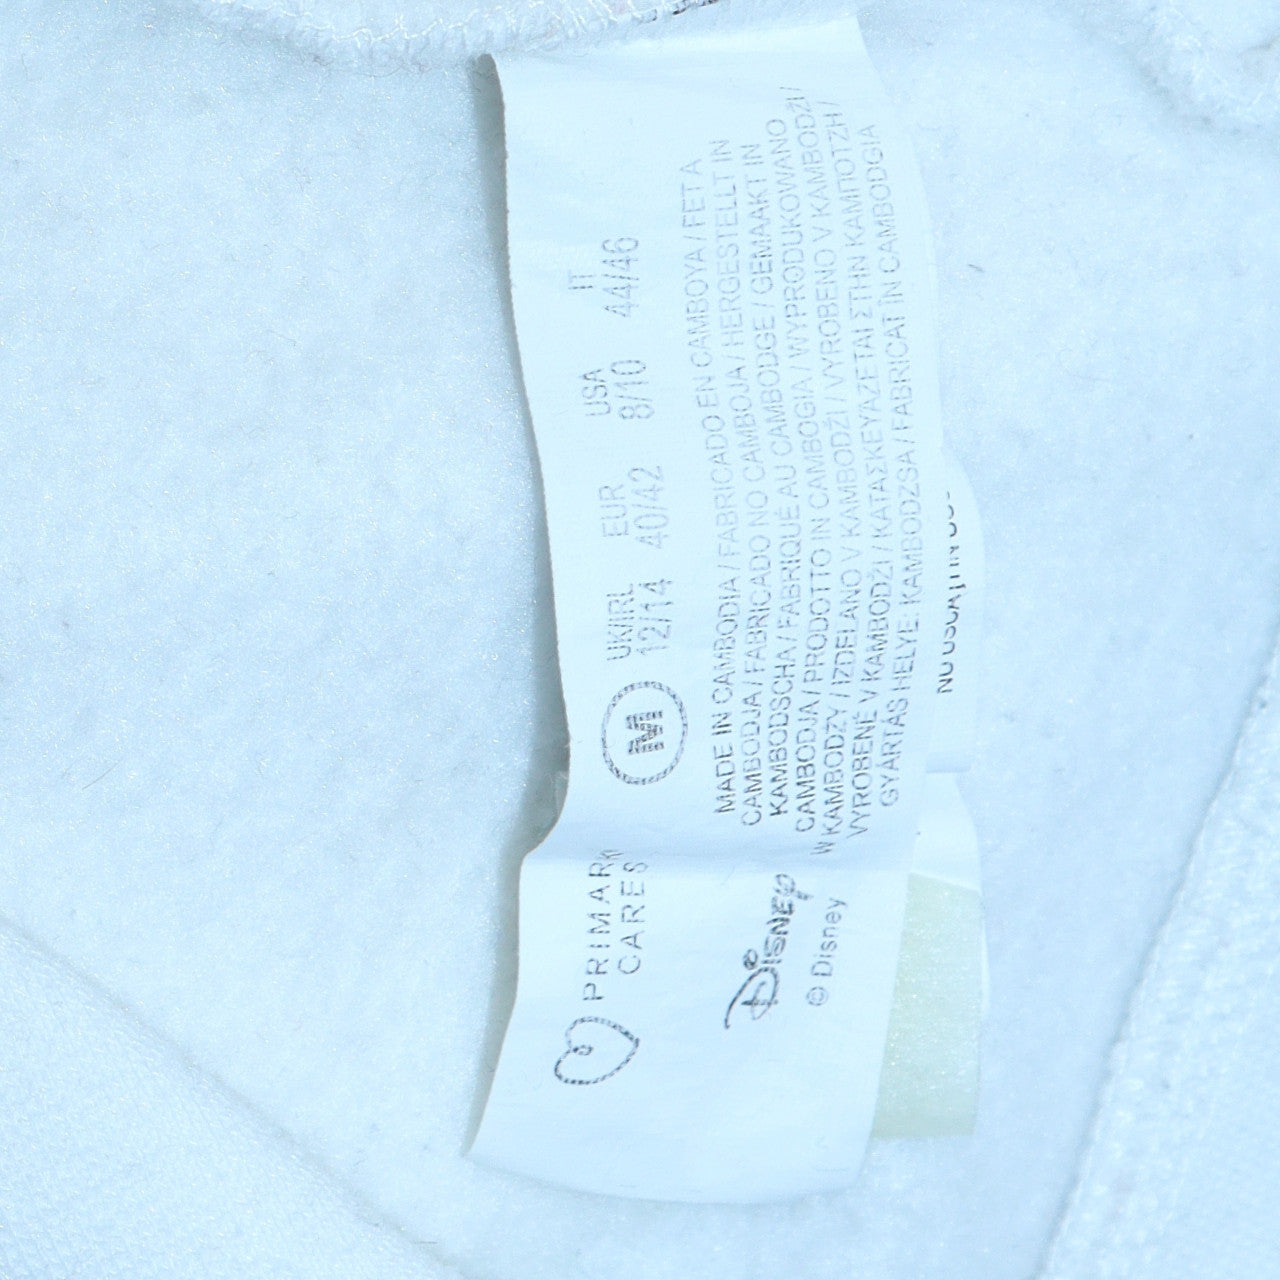 PRIMARK
CARES
M
UK/IRL EUR USA IT
12/14 40/42 8/10 44/46
DISNEY
© Disney
MADE IN CAMBODIA / FABRICADO EN CAMBOYA / FET A
CAMBODJA / FABRICADO NO CAMBOJA / HERGESTELLT IN
KAMBODSCHA / FABRIQUÉ AU CAMBODGE / GEMAAKT IN
CAMBODJA / PRODOTTO IN CAMBOGIA / WYPRODUKOWANO
W KAMBODZY / IZDELANO V KAMBODŽI / VYROBENO V KAMBODŽI /
VYROBENÉ V KAMBODŽI / ΚΑΤΑΣΚΕΥΑΖΕΤΑΙ ΣΤΗΝ ΚΑΜΠΟΤΖΗ /
GYÁRTÁS HELYE: KAMBODZSA / FABRICAT ÎN CAMBODGIA